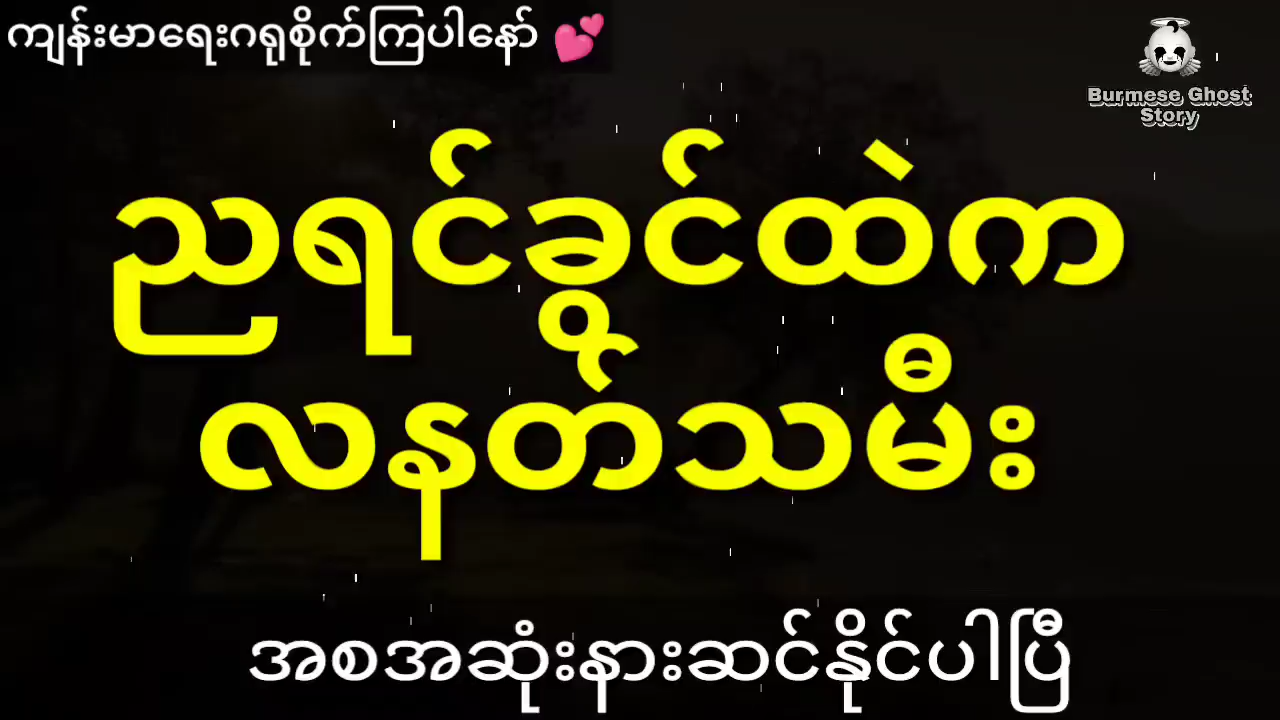 ကျန်းမာရေးဂရုစိုက်ကြပါနော် 💕
Burmese Ghost
Story
ညရင်ခွင်ထဲက
လနတ်သမီး
အစအဆုံးနားဆင်နိုင်ပါပြီ